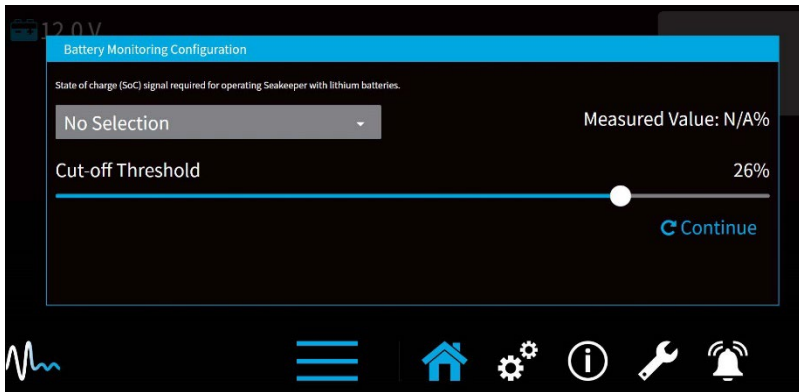 12.0 V
Battery Monitoring Configuration
State of charge (SoC) signal required for operating Seakeeper with lithium batteries.
No Selection
Measured Value: N/A%
Cut-off Threshold
26%
Continue